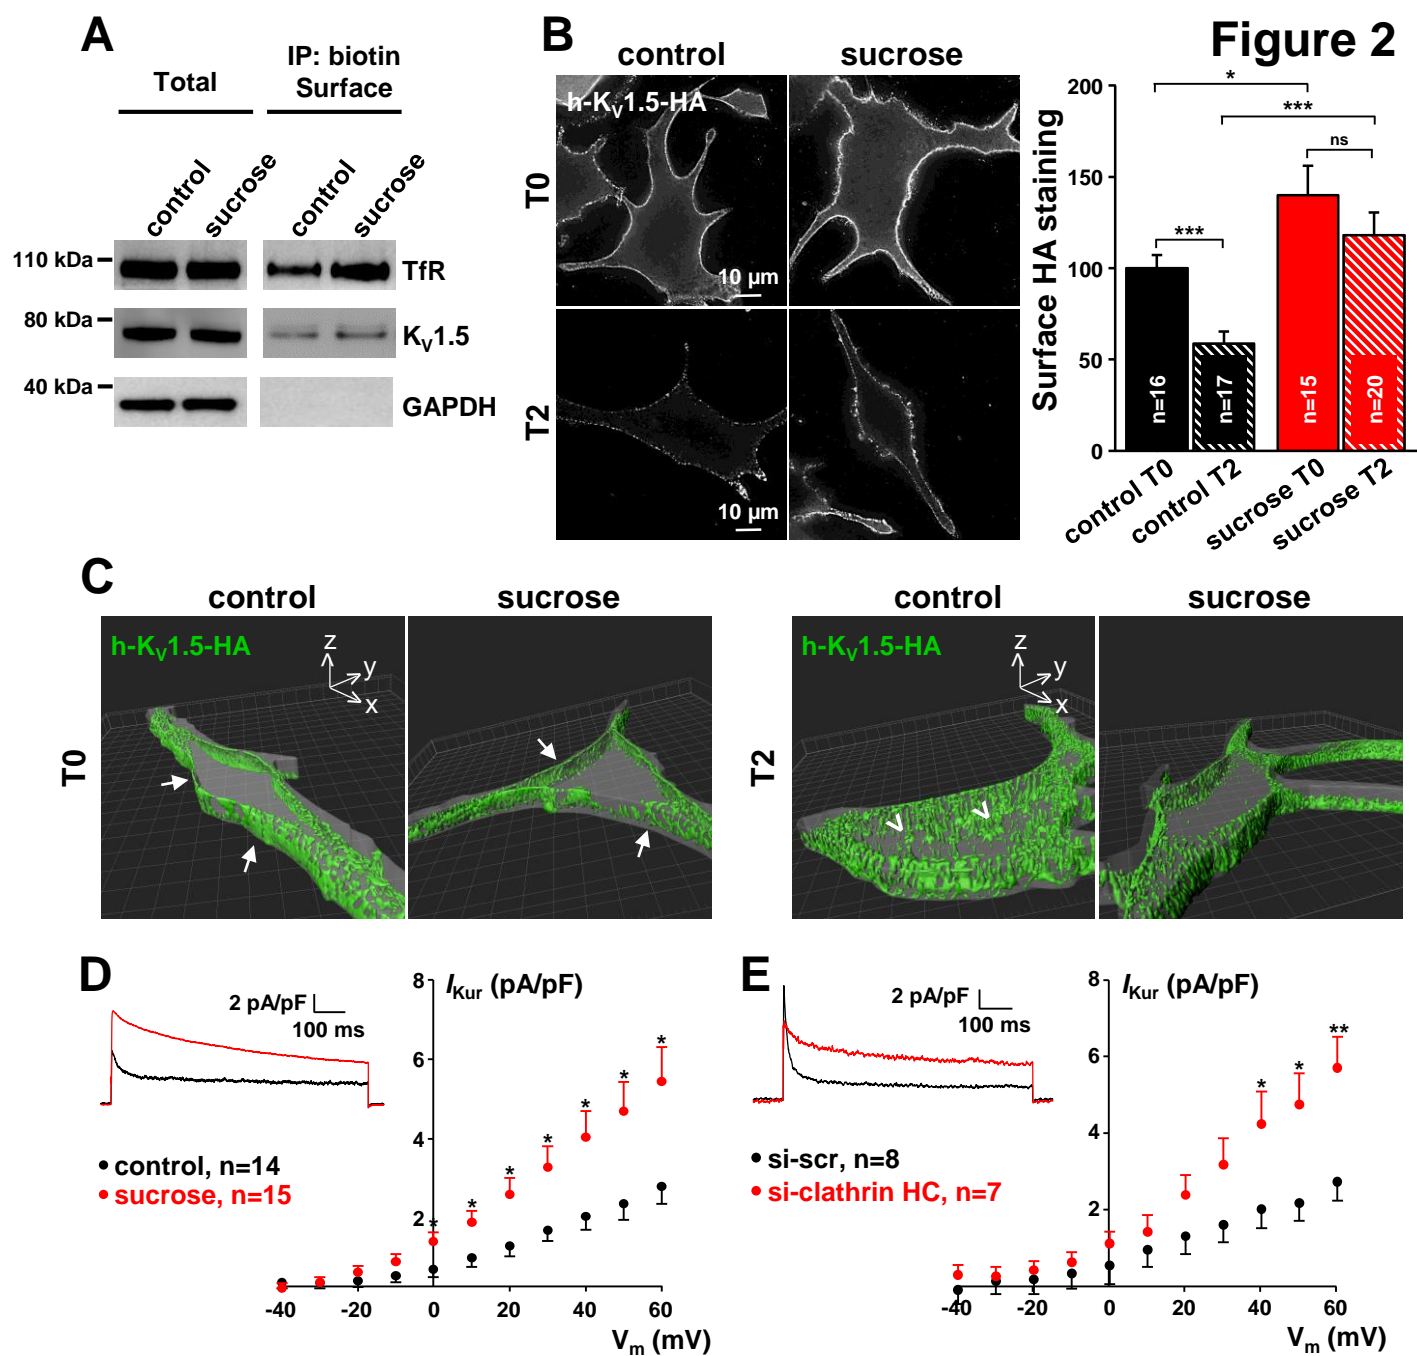 Figure 2
A
Total
IP: biotin
Surface
control
sucrose
control
sucrose
110 kDa
TfR
80 kDa
KV1.5
40 kDa
GAPDH
B
control
sucrose
h-KV1.5-HA
T0
10 µm
T2
10 µm
Surface HA staining
200
150
100
50
0
*
***
ns
***
n=16
n=17
n=15
n=20
control T0
control T2
sucrose T0
sucrose T2
C
control
sucrose
control
sucrose
h-KV1.5-HA
z
y
x
T0
h-KV1.5-HA
z
y
x
T2
D
2 pA/pF
100 ms
IKur (pA/pF)
8
6
4
2
control, n=14
sucrose, n=15
*
*
*
*
*
*
*
-40
-20
0
20
40
60
Vm (mV)
E
2 pA/pF
100 ms
IKur (pA/pF)
8
6
4
2
si-scr, n=8
si-clathrin HC, n=7
*
*
**
-40
-20
0
20
40
60
Vm (mV)